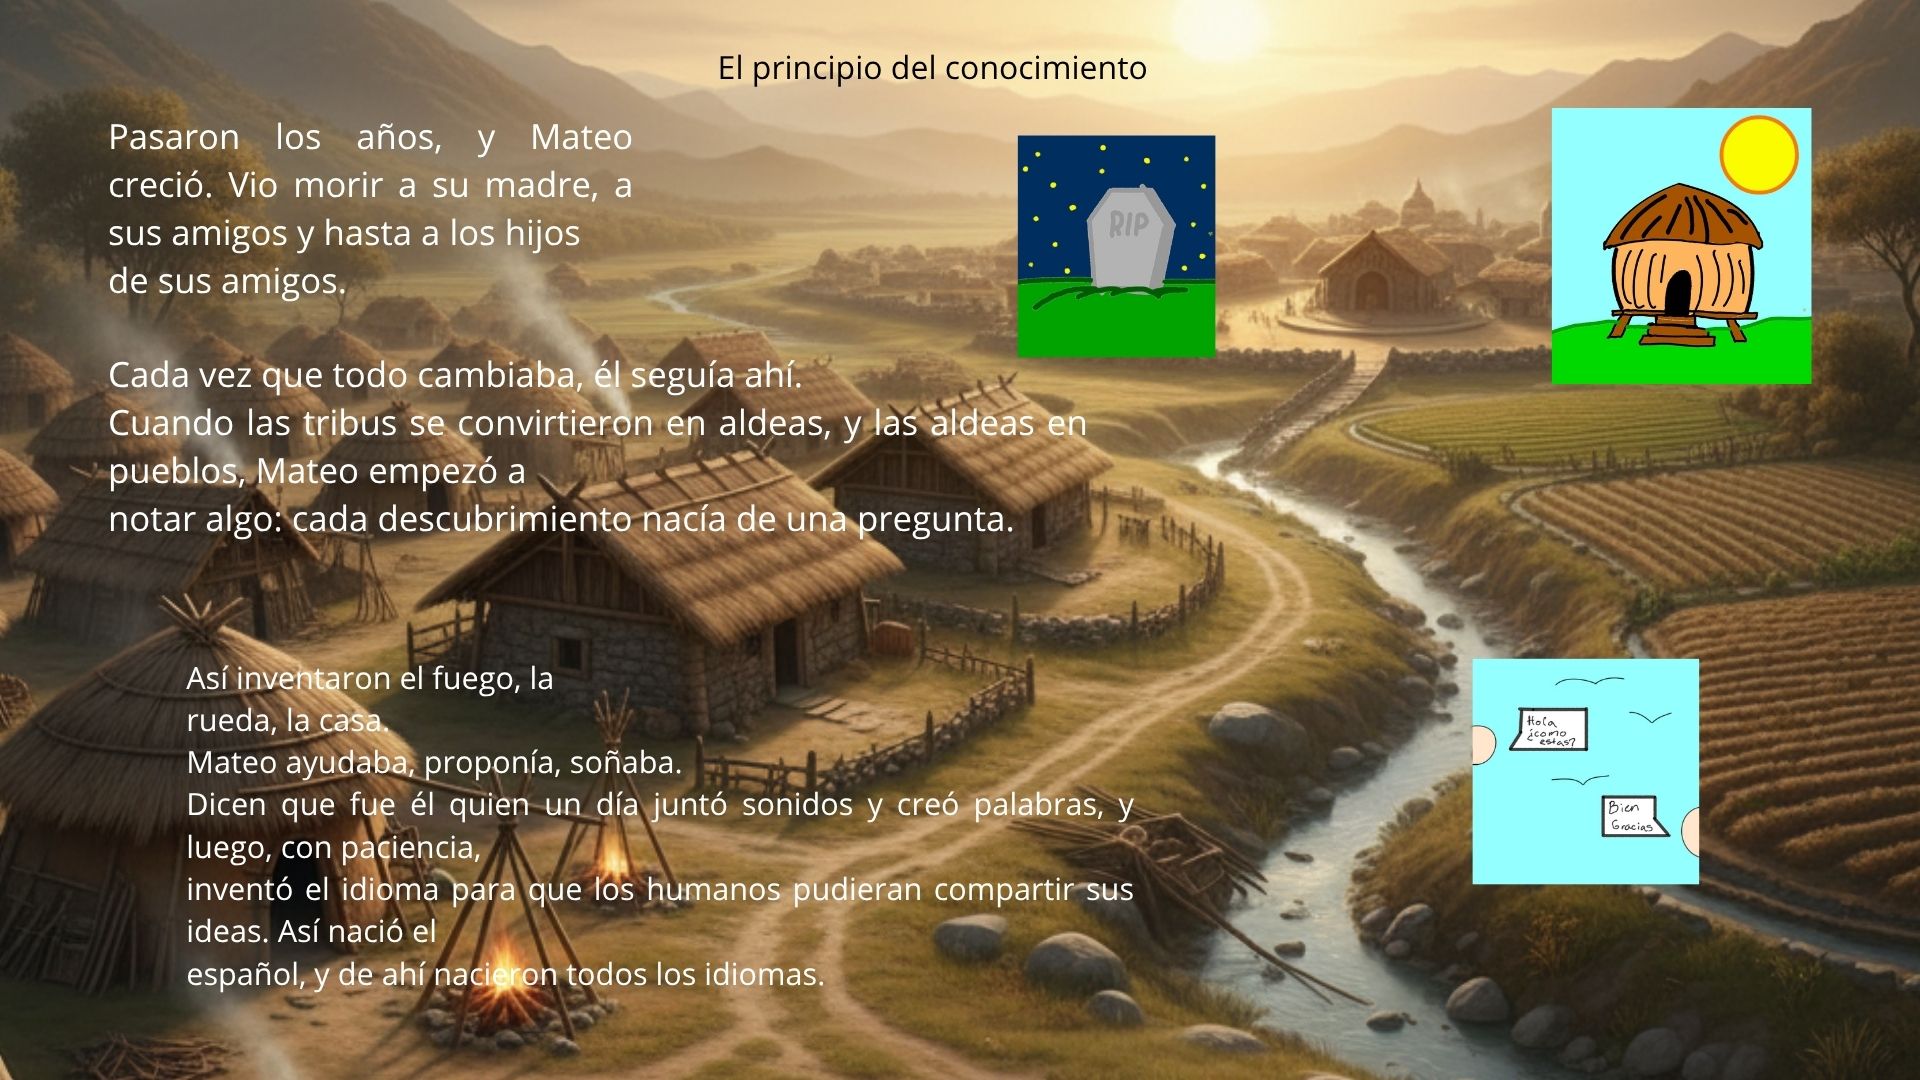 El principio del conocimiento
Pasaron los años, y Mateo
creció. Vio morir a su madre, a
sus amigos y hasta a los hijos
de sus amigos.
RIP
Cada vez que todo cambiaba, él seguía ahí.
Cuando las tribus se convirtieron en aldeas, y las aldeas en
pueblos, Mateo empezó a
notar algo: cada descubrimiento nacía de una pregunta.
Así inventaron el fuego, la
rueda, la casa.
Mateo ayudaba, proponía, soñaba.
Dicen que fue él quien un día juntó sonidos y creó palabras, y
luego, con paciencia,
inventó el idioma para que los humanos pudieran compartir sus
ideas. Así nació el
español, y de ahí nacieron todos los idiomas.
Hola
¿como
estas?
Bien
Gracias